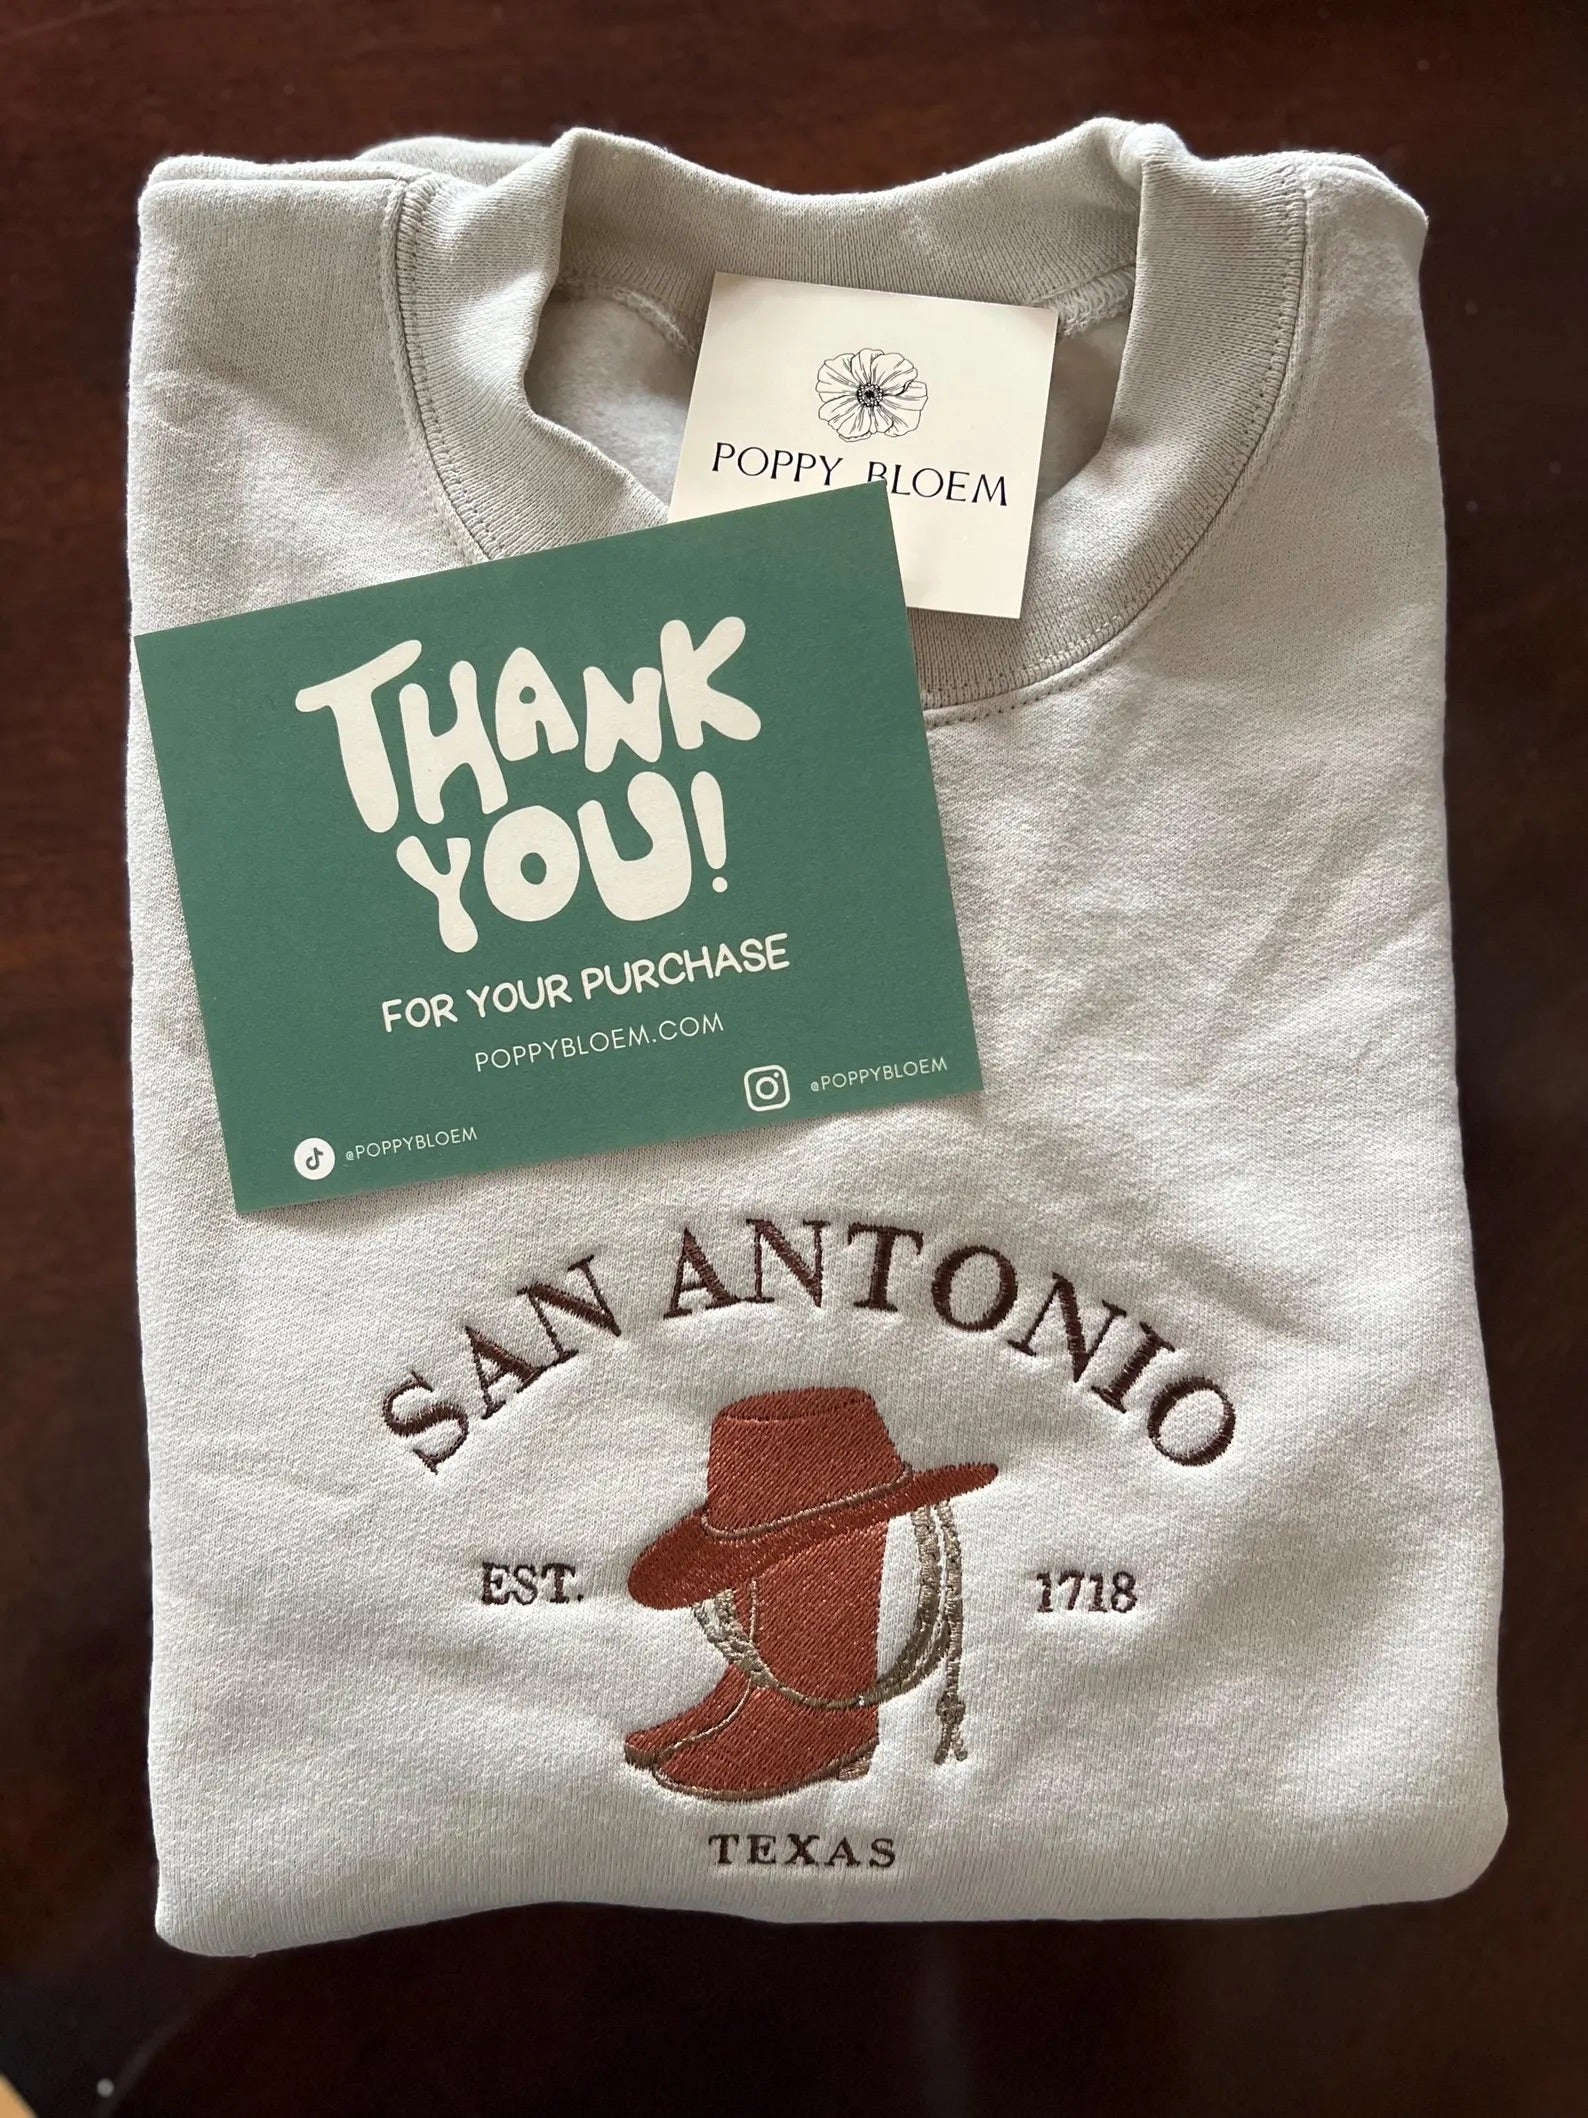 POPPY BLOEM
THANK
YOU!
FOR YOUR PURCHASE
POPPYBLOEM.COM
@POPPYBLOEM
@POPPYBLOEM
SAN ANTONIO
EST. 1718
TEXAS